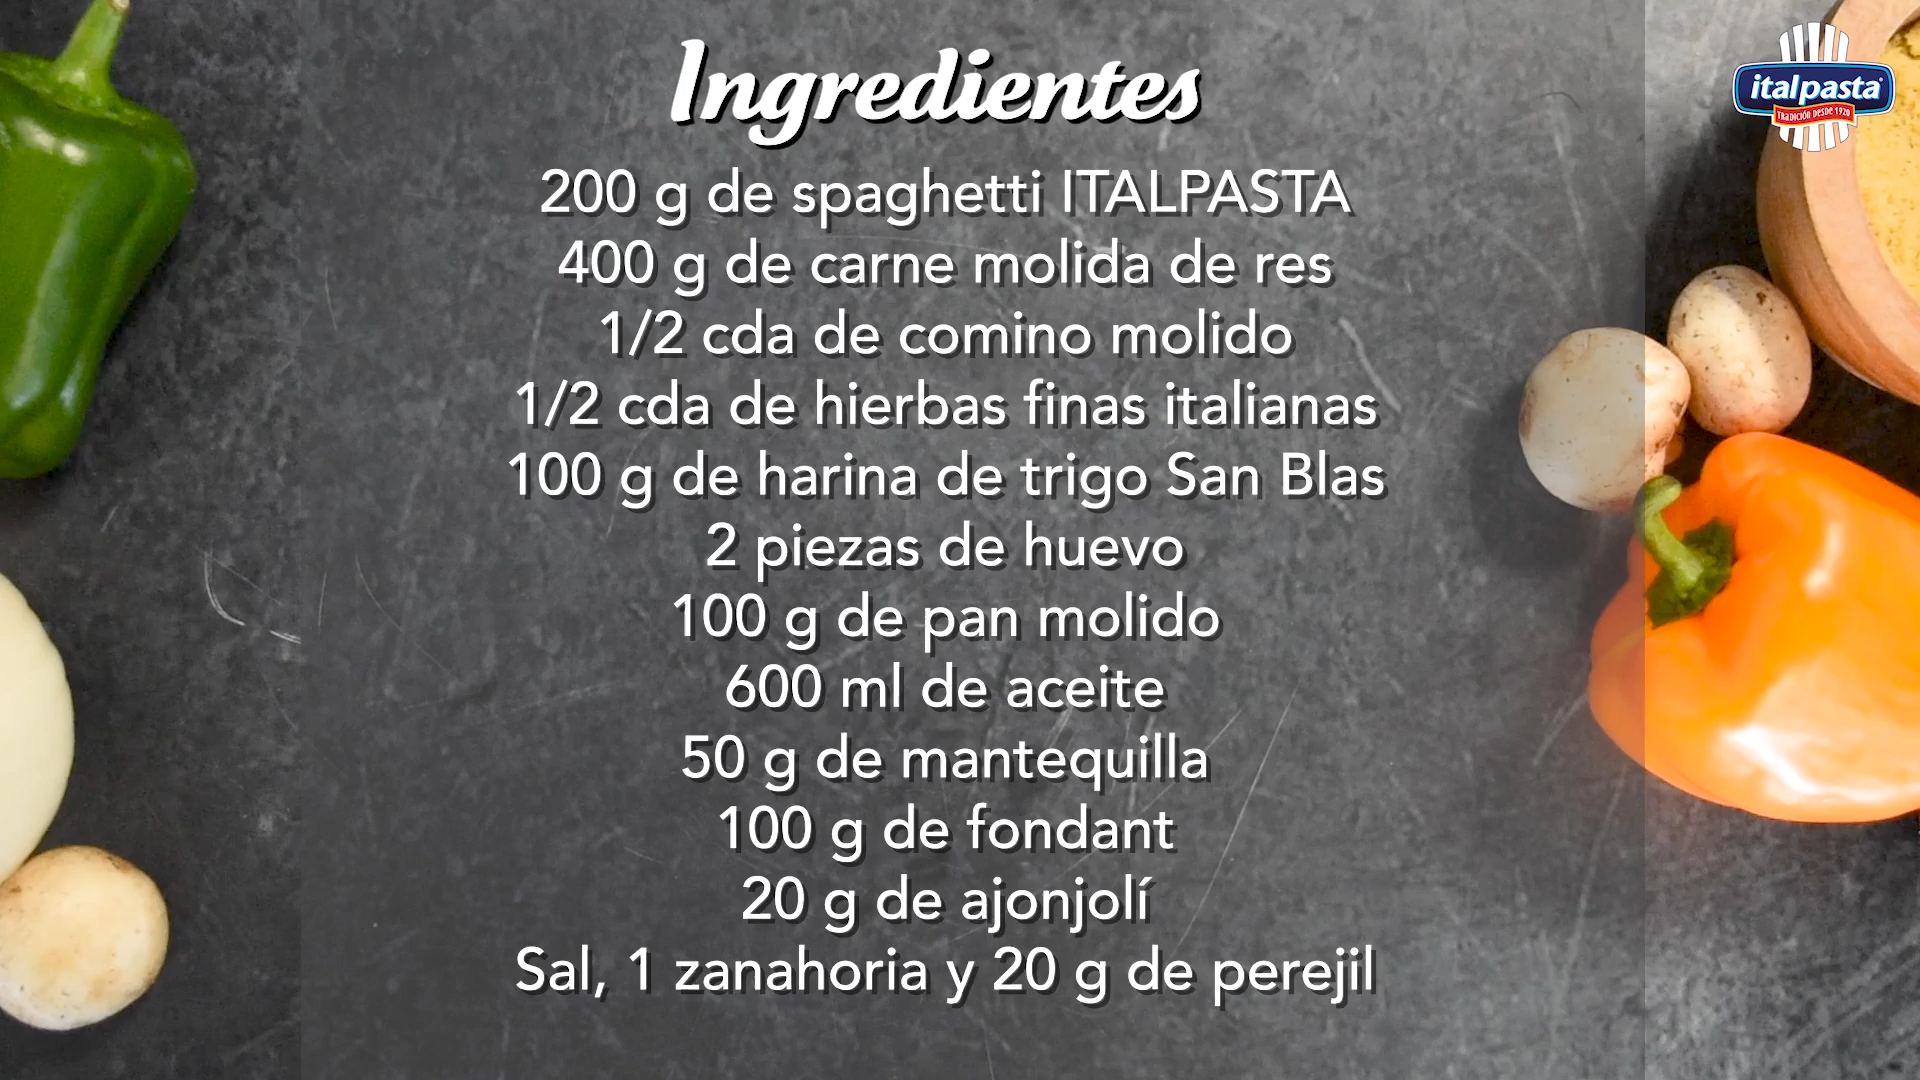 Ingredientes
italpasta
TRADICIÓN DESDE 1920
200 g de spaghetti ITALPASTA
400 g de carne molida de res
1/2 cda de comino molido
1/2 cda de hierbas finas italianas
100 g de harina de trigo San Blas
2 piezas de huevo
100 g de pan molido
600 ml de aceite
50 g de mantequilla
100 g de fondant
20 g de ajonjolí
Sal, 1 zanahoria y 20 g de perejil